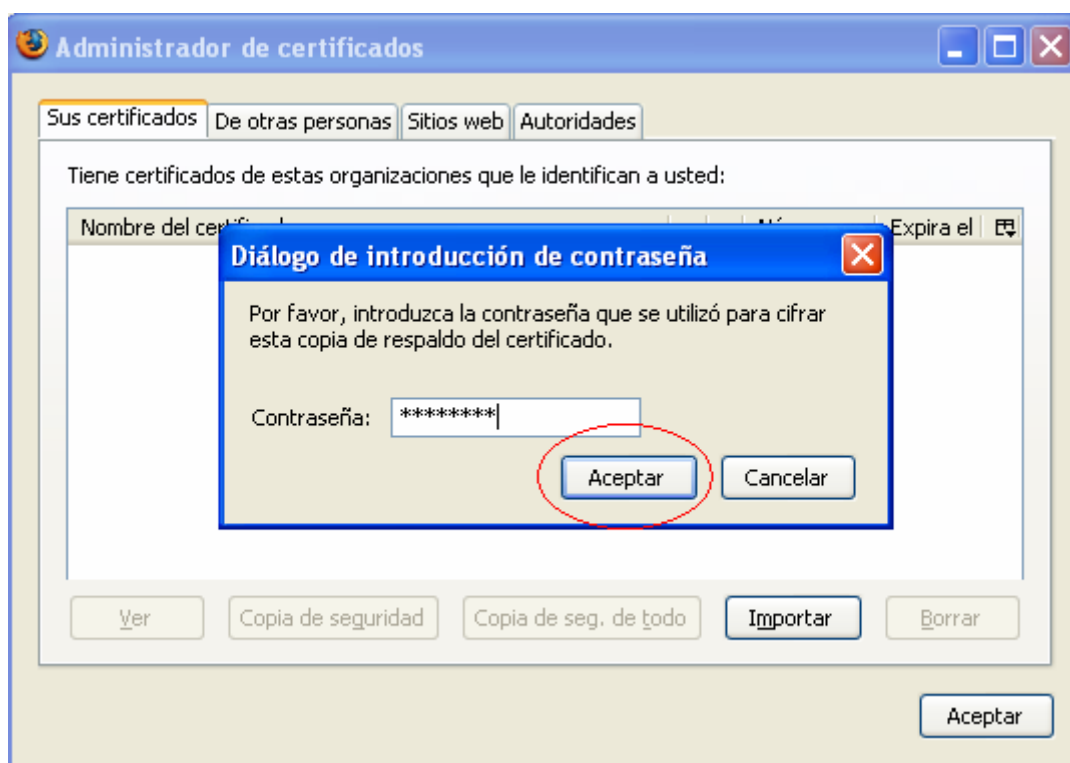 Administrador de certificados
Sus certificados De otras personas Sitios web Autoridades
Tiene certificados de estas organizaciones que le identifican a usted:
Nombre del Expira el
Diálogo de introducción de contraseña
Por favor, introduzca la contraseña que se utilizó para cifrar
esta copia de respaldo del certificado.
Contraseña: ********
Aceptar Cancelar
Ver Copia de seguridad Copia de seg. de todo Importar Borrar
Aceptar